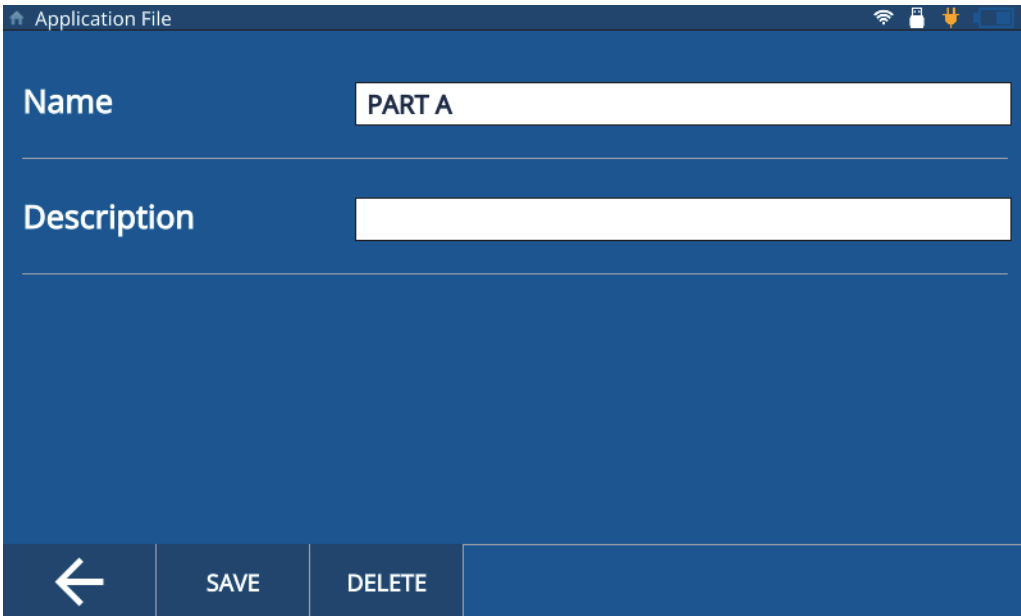 Application File
Name
PART A
Description
SAVE
DELETE